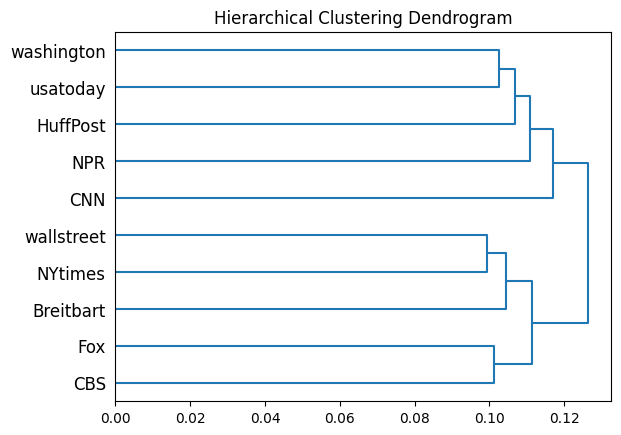 Hierarchical Clustering Dendrogram
washington
usatoday
HuffPost
NPR
CNN
wallstreet
NYtimes
Breitbart
Fox
CBS
0.00 0.02 0.04 0.06 0.08 0.10 0.12